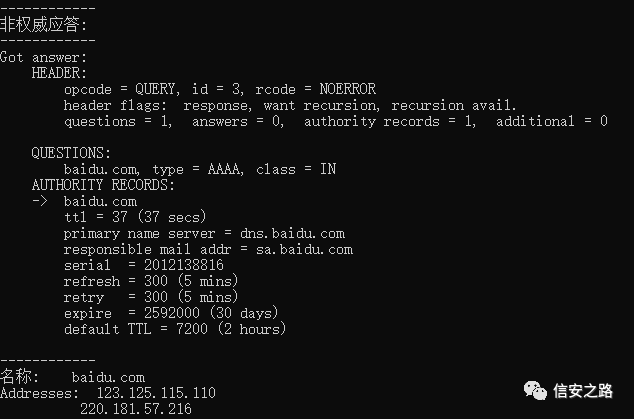 ------------
非权威应答:
------------
Got answer:
    HEADER:
        opcode = QUERY, id = 3, rcode = NOERROR
        header flags:  response, want recursion, recursion avail.
        questions = 1,  answers = 0,  authority records = 1,  additional = 0

    QUESTIONS:
        baidu.com, type = AAAA, class = IN
    AUTHORITY RECORDS:
    ->  baidu.com
        ttl = 37 (37 secs)
        primary name server = dns.baidu.com
        responsible mail addr = sa.baidu.com
        serial  = 2012138816
        refresh = 300 (5 mins)
        retry   = 300 (5 mins)
        expire  = 2592000 (30 days)
        default TTL = 7200 (2 hours)

------------
名称:    baidu.com
Addresses:  123.125.115.110
          220.181.57.216
信安之路